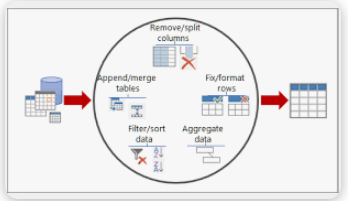 Remove/split
columns
Append/merge
tables
Fix/format
rows
Filter/sort
data
Aggregate
data